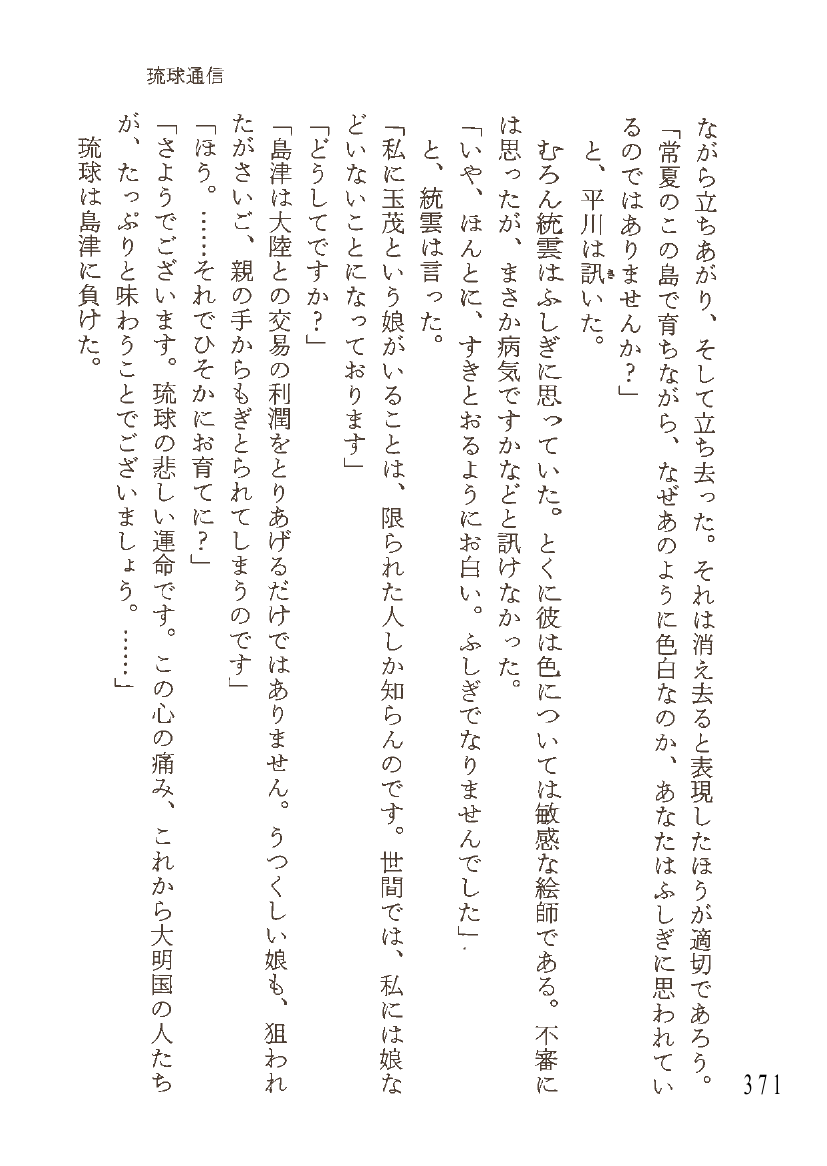 琉球通信
ながら立ちあがり、そして立ち去った。それは消え去ると表現したほうが適切であろう。
「常夏のこの島で育ちながら、なぜあのように色白なのか、あなたはふしぎに思われてい
るのではありませんか？」
と、平川は訊いた。
むろん統雲はふしぎに思っていた。とくに彼は色については敏感な絵師である。不審に
は思ったが、まさか病気ですかなどと訊けなかった。
「いや、ほんとに、すきとおるようにお白い。ふしぎでなりませんでした」
と、統雲は言った。
「私に玉茂という娘がいることは、限られた人しか知らんのです。世間では、私には娘な
どいないことになっております」
「どうしてですか？」
「島津は大陸との交易の利潤をとりあげるだけではありません。うつくしい娘も、狙われ
たがさいご、親の手からもぎとられてしまうのです」
「ほう。……それでひそかにお育てに？」
「さようでございます。琉球の悲しい運命です。この心の痛み、これから大明国の人たち
が、たっぷりと味わうことでございましょう。……」
琉球は島津に負けた。
371